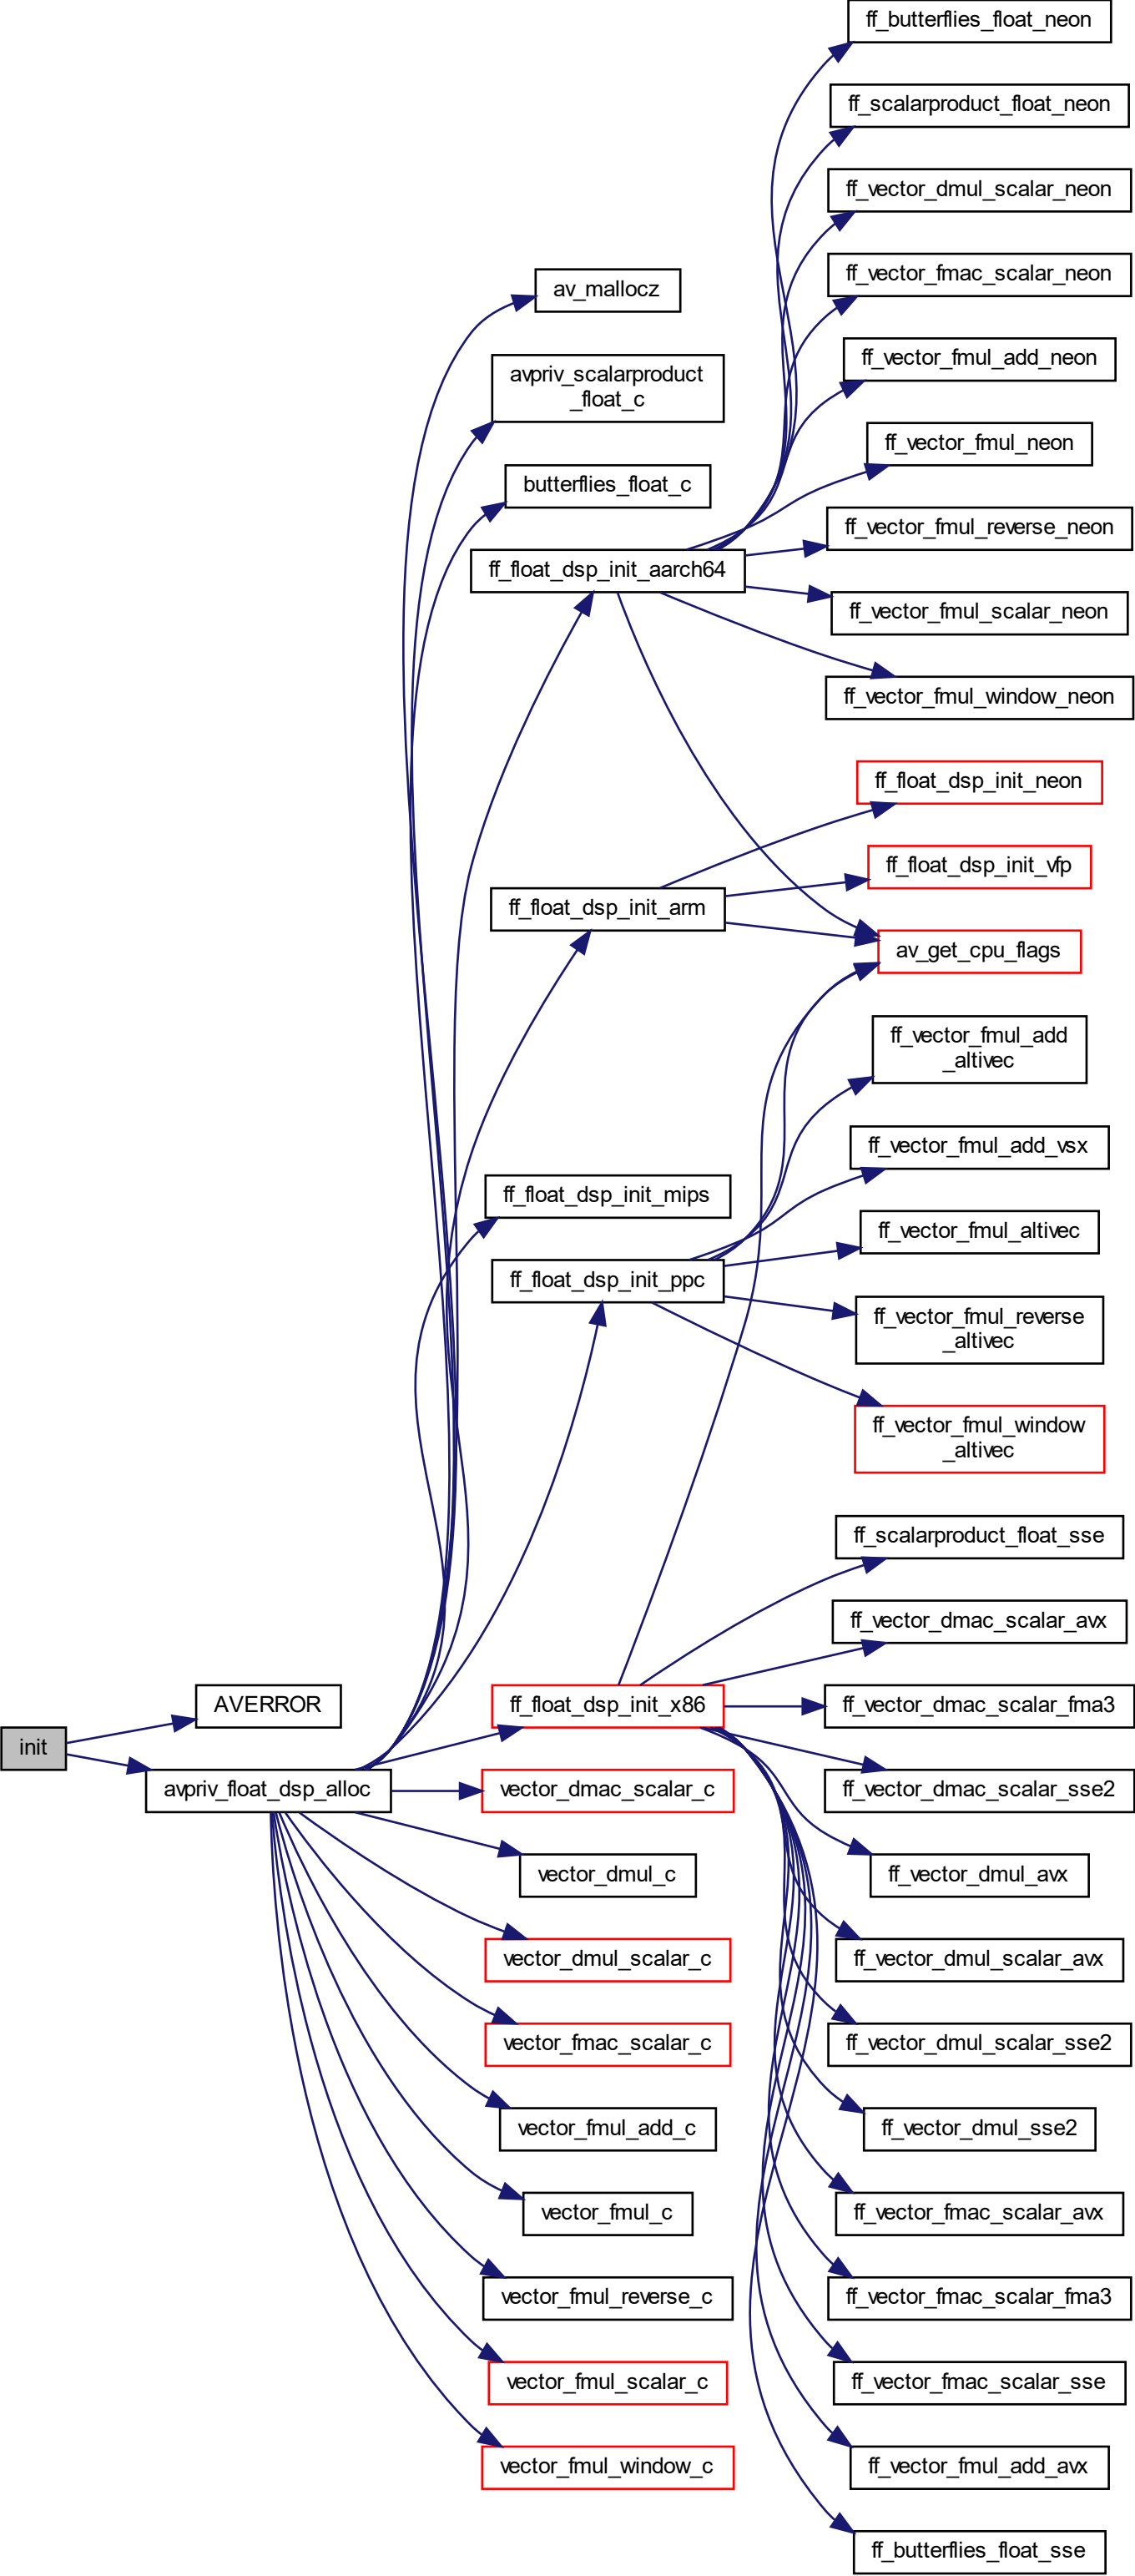 init
AVERROR
avpriv_float_dsp_alloc
av_mallocz
avpriv_scalarproduct
_float_c
butterflies_float_c
ff_float_dsp_init_aarch64
ff_float_dsp_init_arm
ff_float_dsp_init_mips
ff_float_dsp_init_ppc
ff_float_dsp_init_x86
vector_dmac_scalar_c
vector_dmul_c
vector_dmul_scalar_c
vector_fmac_scalar_c
vector_fmul_add_c
vector_fmul_c
vector_fmul_reverse_c
vector_fmul_scalar_c
vector_fmul_window_c
ff_butterflies_float_neon
ff_scalarproduct_float_neon
ff_vector_dmul_scalar_neon
ff_vector_fmac_scalar_neon
ff_vector_fmul_add_neon
ff_vector_fmul_neon
ff_vector_fmul_reverse_neon
ff_vector_fmul_scalar_neon
ff_vector_fmul_window_neon
ff_float_dsp_init_neon
ff_float_dsp_init_vfp
av_get_cpu_flags
ff_vector_fmul_add
_altivec
ff_vector_fmul_add_vsx
ff_vector_fmul_altivec
ff_vector_fmul_reverse
_altivec
ff_vector_fmul_window
_altivec
ff_scalarproduct_float_sse
ff_vector_dmac_scalar_avx
ff_vector_dmac_scalar_fma3
ff_vector_dmac_scalar_sse2
ff_vector_dmul_avx
ff_vector_dmul_scalar_avx
ff_vector_dmul_scalar_sse2
ff_vector_dmul_sse2
ff_vector_fmac_scalar_avx
ff_vector_fmac_scalar_fma3
ff_vector_fmac_scalar_sse
ff_vector_fmul_add_avx
ff_butterflies_float_sse